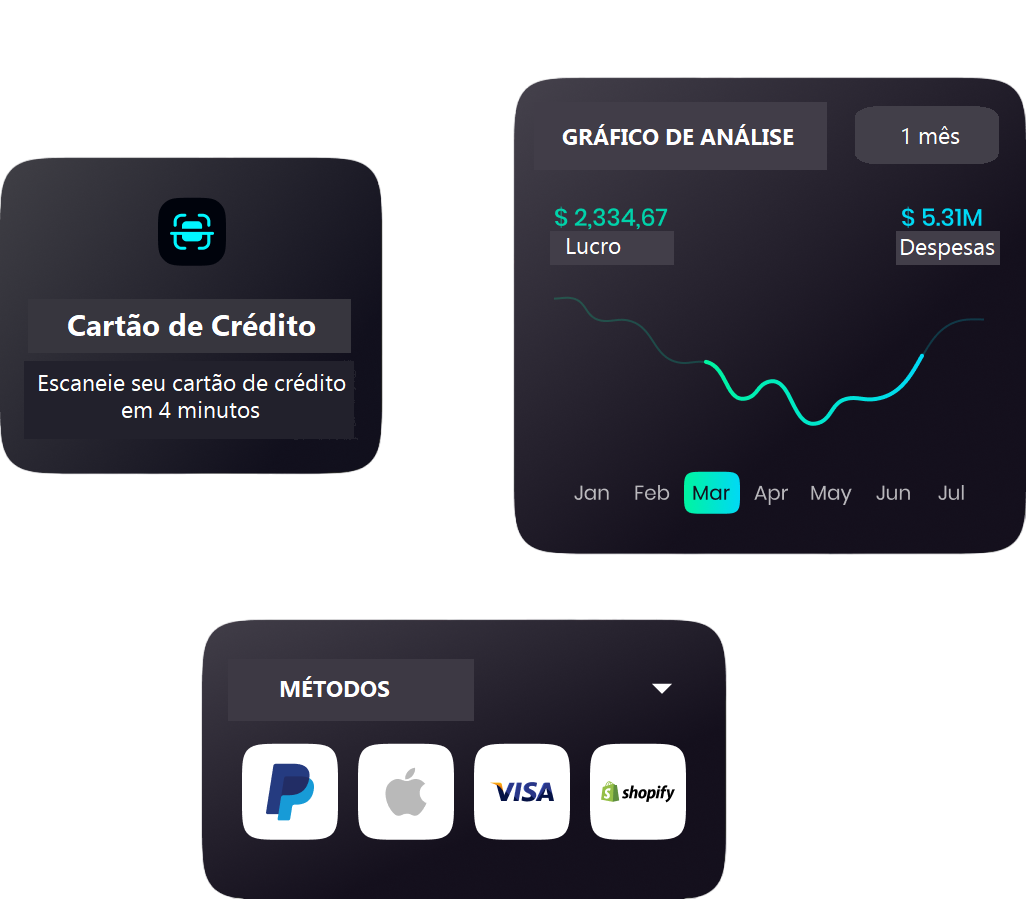 GRÁFICO DE ANÁLISE
1 mês
$ 2,334,67
$ 5.31M
Lucro
Despesas
Jan Feb Mar Apr May Jun Jul
Cartão de Crédito
Escaneie seu cartão de crédito
em 4 minutos
MÉTODOS
VISA
shopify